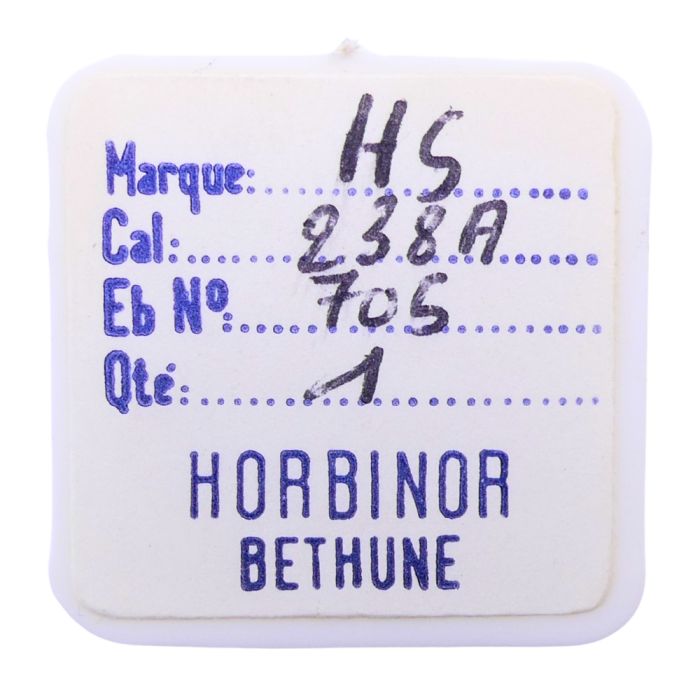 Marque: HS
Cal: 238A
Eb Nº: 705
Qté: 1
HORBINOR
BETHUNE